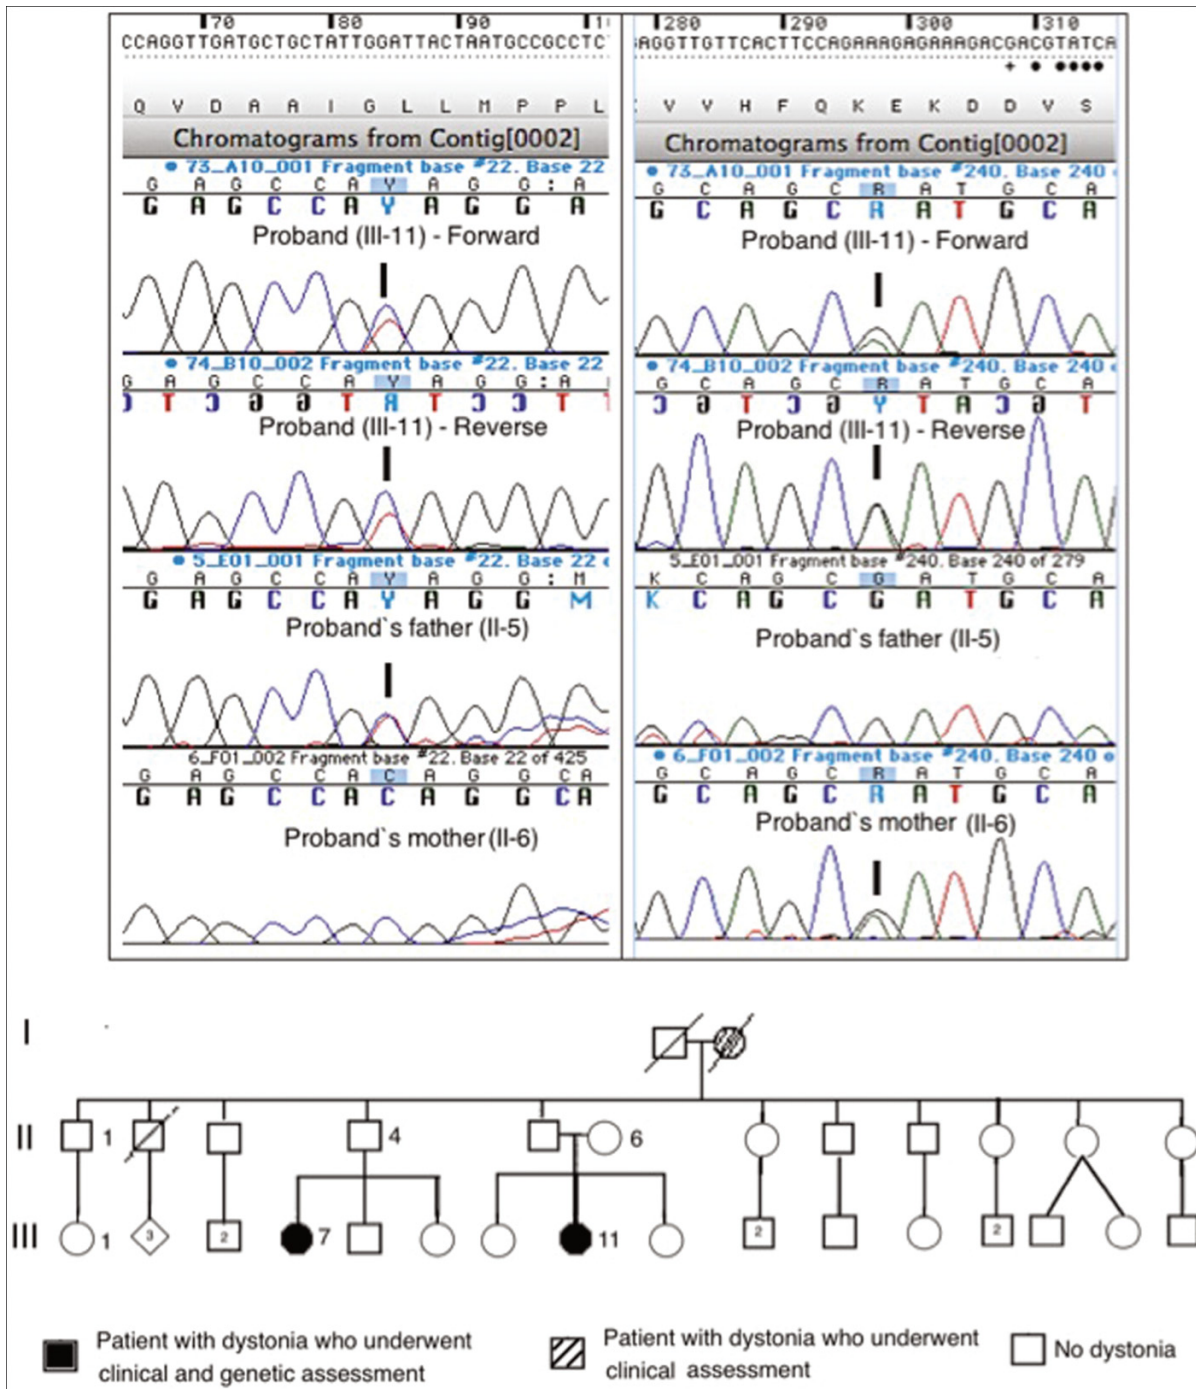 70 80 90 1
CCAGGTTGATGCTGCTATTGGATTACTAATGCCGCCTC
Q V D A A I G L L M P P L
Chromatograms from Contig[0002]
73_A10_001 Fragment base #22. Base 22
G A G C C A Y A G G : A
G A G C C A Y A G G A
Proband (III-11) - Forward
74_B10_002 Fragment base #22. Base 22
G A G C C A Y A G G : A
C T C G G T R T C C T
Proband (III-11) - Reverse
5_E01_001 Fragment base #22. Base 22
G A G C C A Y A G G : M
G A G C C A Y A G G M
Proband`s father (II-5)
6_F01_002 Fragment base #22. Base 22 of 425
G A G C C A C A G G C A
G A G C C A C A G G C A
Proband`s mother (II-6)
280 290 300 310
AGGTTGTTCACTTCCAGAAAGAGAAAGACGACGTATCA
V V H F Q K E K D D V S
Chromatograms from Contig[0002]
73_A10_001 Fragment base #240. Base 240
G C A G C R A T G C A
G C A G C R A T G C A
Proband (III-11) - Forward
74_B10_002 Fragment base #240. Base 240
G C A G C R A T G C A
C G T C G Y T A C G T
Proband (III-11) - Reverse
5_E01_001 Fragment base #240. Base 240 of 279
K C A G C G A T G C A
K C A G C G A T G C A
Proband`s father (II-5)
6_F01_002 Fragment base #240. Base 240
G C A G C R A T G C A
G C A G C R A T G C A
Proband`s mother (II-6)
I
II 1 4 6
III 1 3 2 7 11 2 2
Patient with dystonia who underwent
clinical and genetic assessment
Patient with dystonia who underwent
clinical assessment
No dystonia